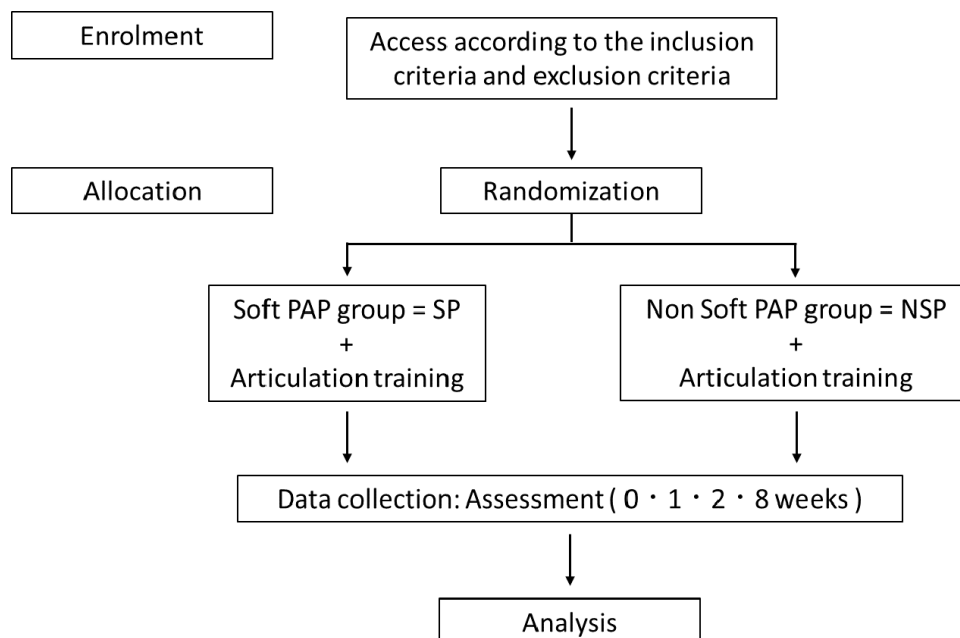 Enrolment
Access according to the inclusion
criteria and exclusion criteria
Allocation
Randomization
Soft PAP group = SP
+
Articulation training
Non Soft PAP group = NSP
+
Articulation training
Data collection: Assessment ( 0・1・2・8 weeks )
Analysis